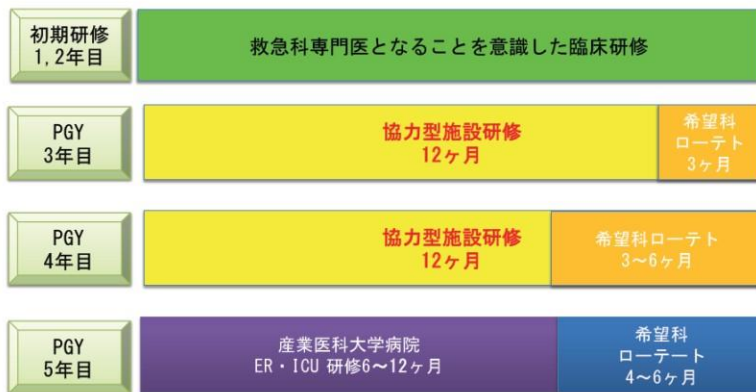 初期研修
1,2年目
救急科専門医となることを意識した臨床研修
PGY
3年目
協力型施設研修
12ヶ月
希望科
ローテト
3ヶ月
PGY
4年目
協力型施設研修
12ヶ月
希望科ローテト
3〜6ヶ月
PGY
5年目
産業医科大学病院
ER・ICU 研修6〜12ヶ月
希望科
ローテート
4〜6ヶ月